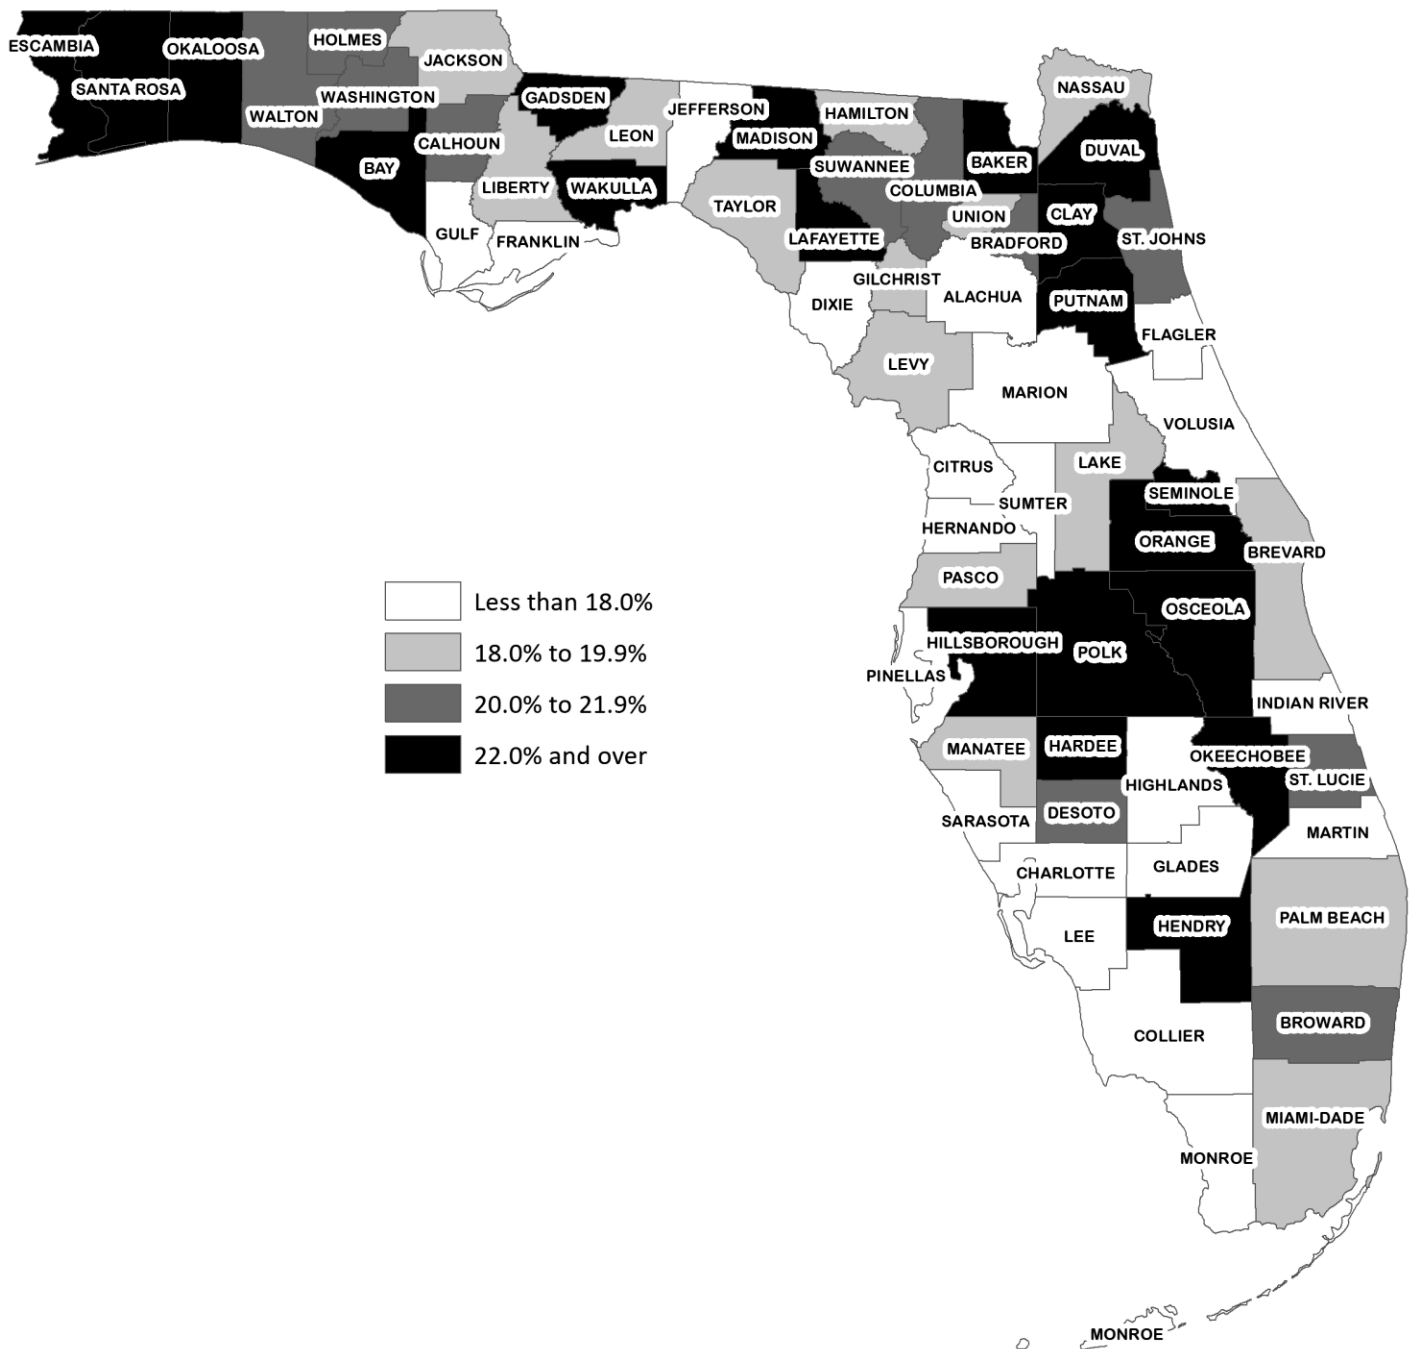 ESCAMBIA
SANTA ROSA
OKALOOSA
WALTON
HOLMES
WASHINGTON
JACKSON
BAY
CALHOUN
GULF
LIBERTY
GADSDEN
FRANKLIN
LEON
WAKULLA
JEFFERSON
MADISON
TAYLOR
HAMILTON
SUWANNEE
LAFAYETTE
DIXIE
COLUMBIA
GILCHRIST
LEVY
BAKER
UNION
BRADFORD
ALACHUA
NASSAU
DUVAL
CLAY
ST. JOHNS
PUTNAM
FLAGLER
MARION
VOLUSIA
CITRUS
SUMTER
LAKE
HERNANDO
SEMINOLE
ORANGE
BREVARD
PASCO
OSCEOLA
HILLSBOROUGH
POLK
PINELLAS
INDIAN RIVER
MANATEE
HARDEE
HIGHLANDS
OKEECHOBEE
ST. LUCIE
SARASOTA
DESOTO
MARTIN
CHARLOTTE
GLADES
LEE
HENDRY
PALM BEACH
COLLIER
BROWARD
MIAMI-DADE
MONROE
MONROE
Less than 18.0%
18.0% to 19.9%
20.0% to 21.9%
22.0% and over